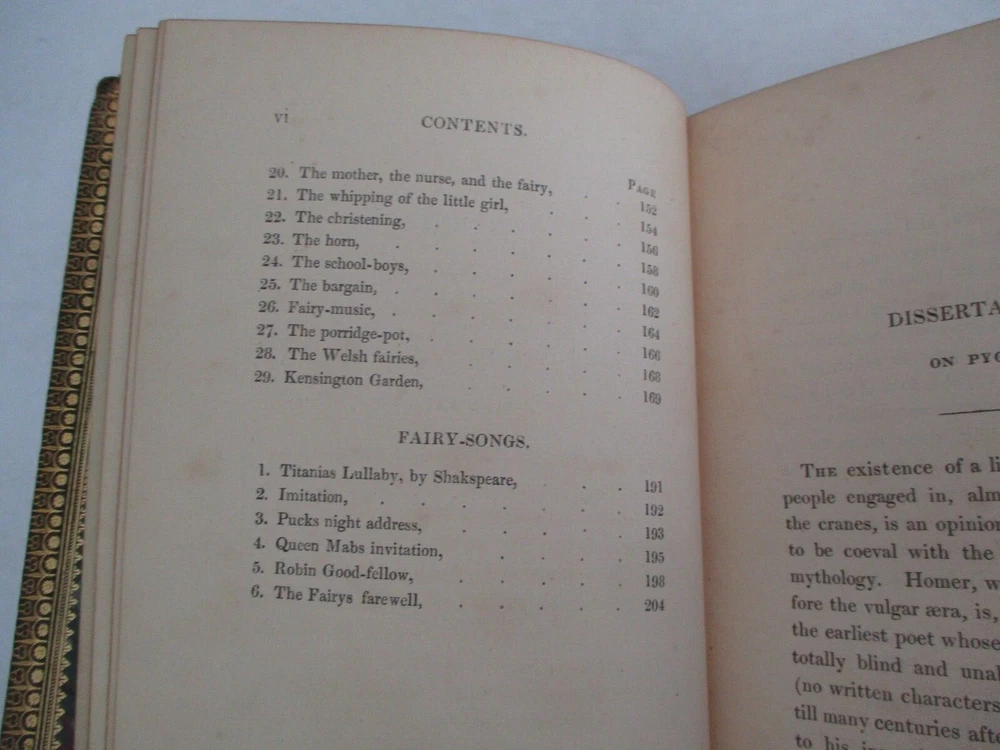 vi
CONTENTS.
PAGE
20. The mother, the nurse, and the fairy, . . 152
21. The whipping of the little girl, . . . 154
22. The christening, . . . . . . 156
23. The horn, . . . . . . 158
24. The school-boys, . . . . . . 160
25. The bargain, . . . . . . 162
26. Fairy-music, . . . . . . 164
27. The porridge-pot, . . . . . . 166
28. The Welsh fairies, . . . . . 168
29. Kensington Garden, . . . . . 169
FAIRY-SONGS.
1. Titanias Lullaby, by Shakspeare, . . . 191
2. Imitation, . . . . . . . 192
3. Pucks night address, . . . . . 193
4. Queen Mabs invitation, . . . . 195
5. Robin Good-fellow, . . . . . 198
6. The Fairys farewell, . . . . . 204
DISSERTA
ON PYG
THE existence of a li
people engaged in, alm
the cranes, is an opinion
to be coeval with the
mythology. Homer, w
fore the vulgar æra, is,
the earliest poet whose
totally blind and unal
(no written characters
till many centuries afte
to his